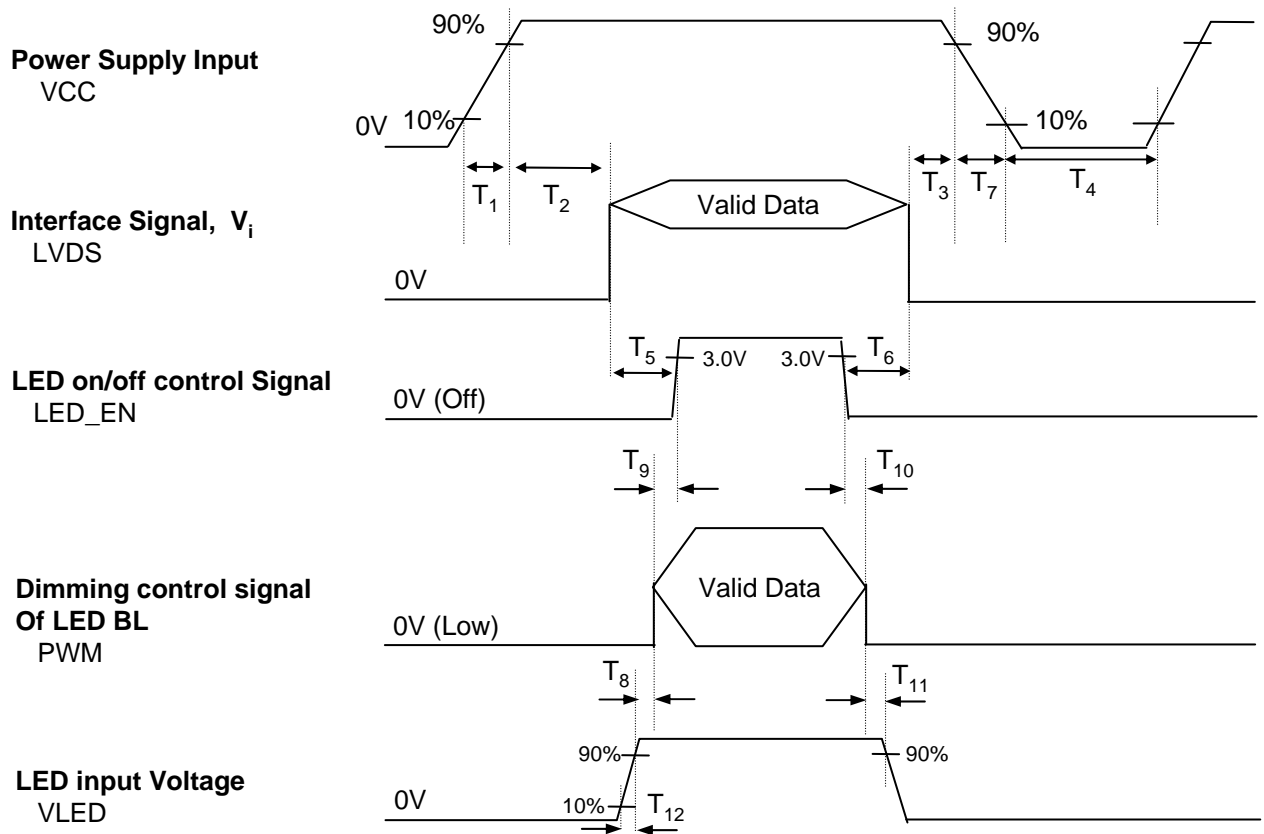 90%
90%
Power Supply Input
VCC
0V
10%
10%
T1
T2
T3
T7
T4
Interface Signal, Vi
LVDS
Valid Data
0V
T5
3.0V
3.0V
T6
LED on/off control Signal
LED_EN
0V (Off)
T9
T10
Dimming control signal
Of LED BL
PWM
Valid Data
0V (Low)
T8
T11
90%
90%
LED input Voltage
VLED
0V
10%
T12